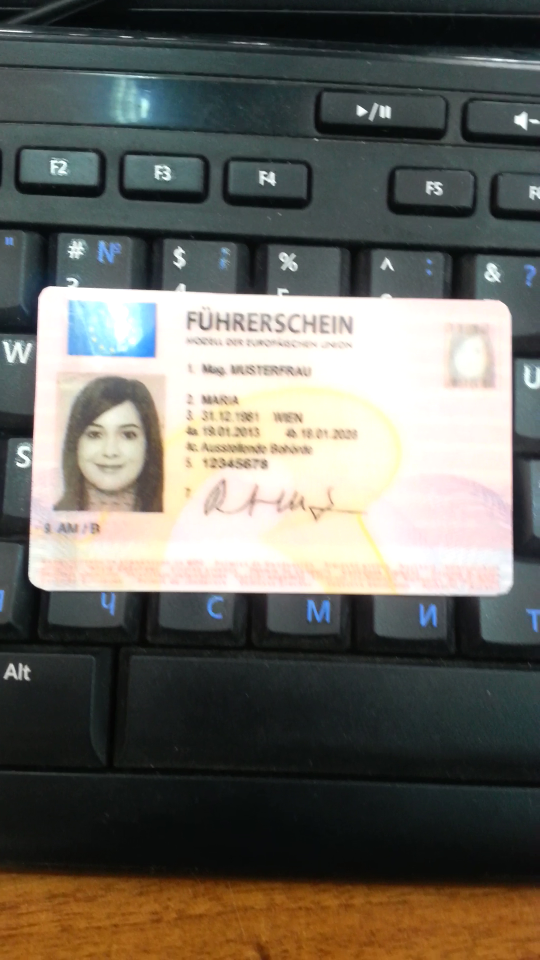 ▶/II
F2
F3
F4
F5
# №
$
%
^ :
& ?
W
U
S
FÜHRERSCHEIN
MODELL DER EUROPÄISCHEN UNION
1. Mag. MUSTERFRAU
2. MARIA
3. 31.12.1981 WIEN
4a. 19.01.2013 4b. 18.01.2028
4c. Ausstellende Behörde
5. 12345678
7.
9. AM / B
Ч
С
М
И
Т
Alt